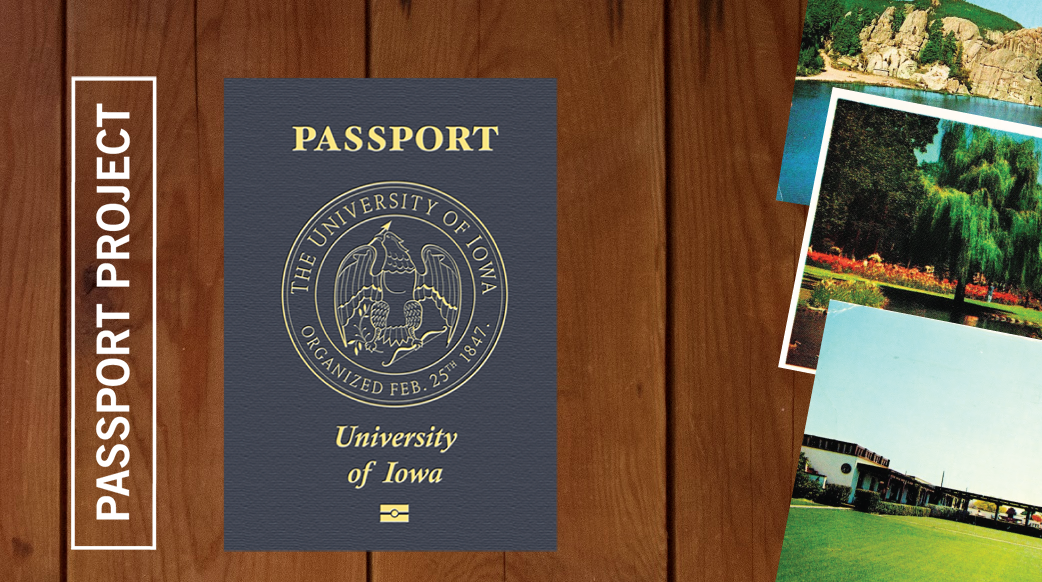 PASSPORT PROJECT
PASSPORT
THE UNIVERSITY OF IOWA
ORGANIZED FEB. 25TH 1847.
University
of Iowa